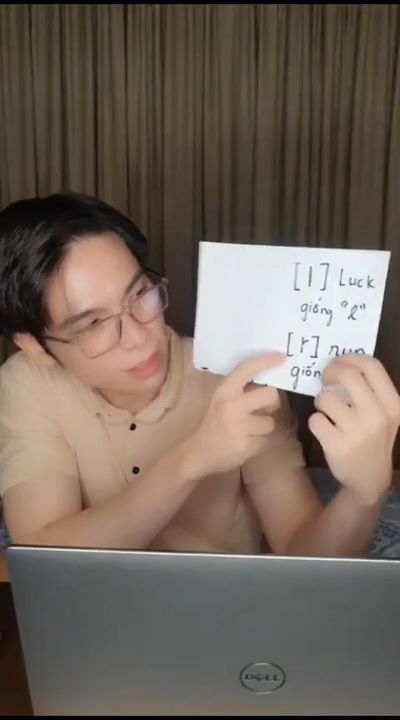 [l] Luck
giống "l"
[r] run
DELL